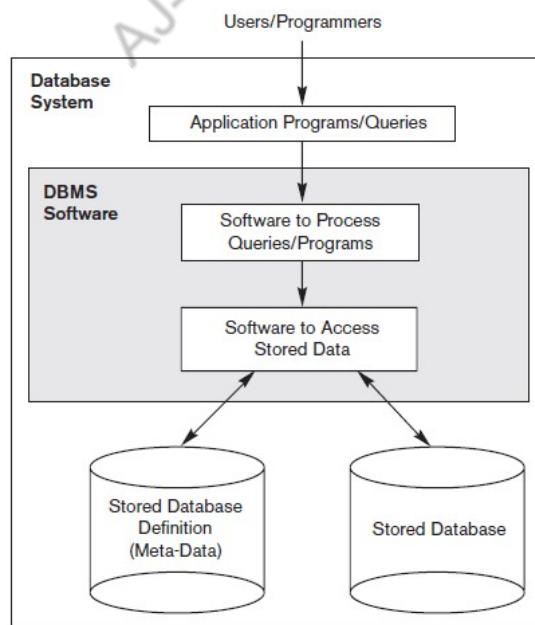 Users/Programmers
Database
System
Application Programs/Queries
DBMS
Software
Software to Process
Queries/Programs
Software to Access
Stored Data
Stored Database
Definition
(Meta-Data)
Stored Database